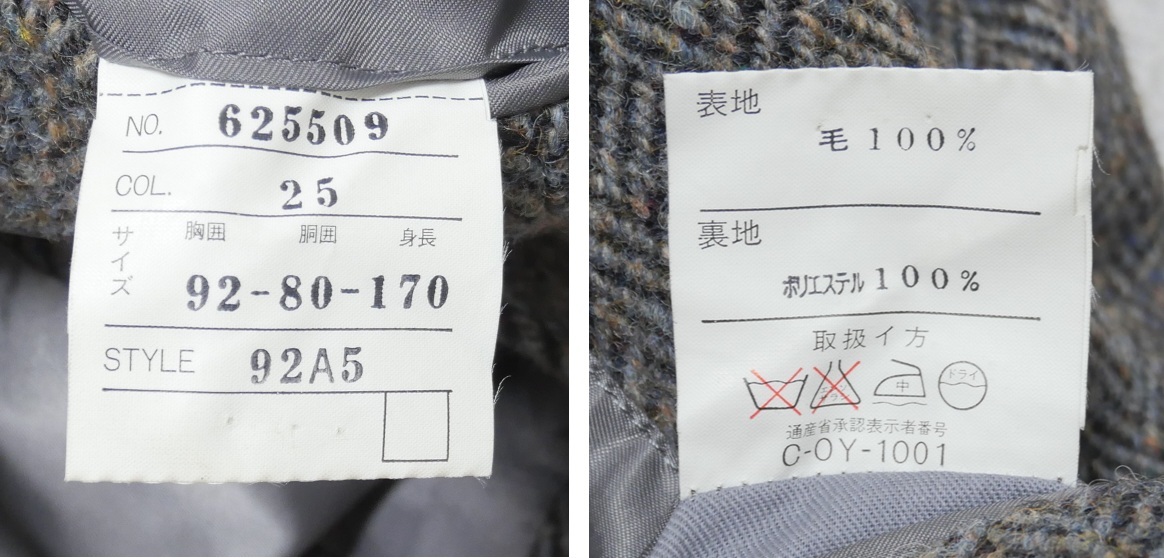 NO. 625509
COL. 25
サイズ
胸囲 胴囲 身長
92-80-170
STYLE 92A5
表地
毛 100%
裏地
ポリエステル 100%
取扱イ方
中 ドライ
通産省承認表示者番号
C-OY-1001